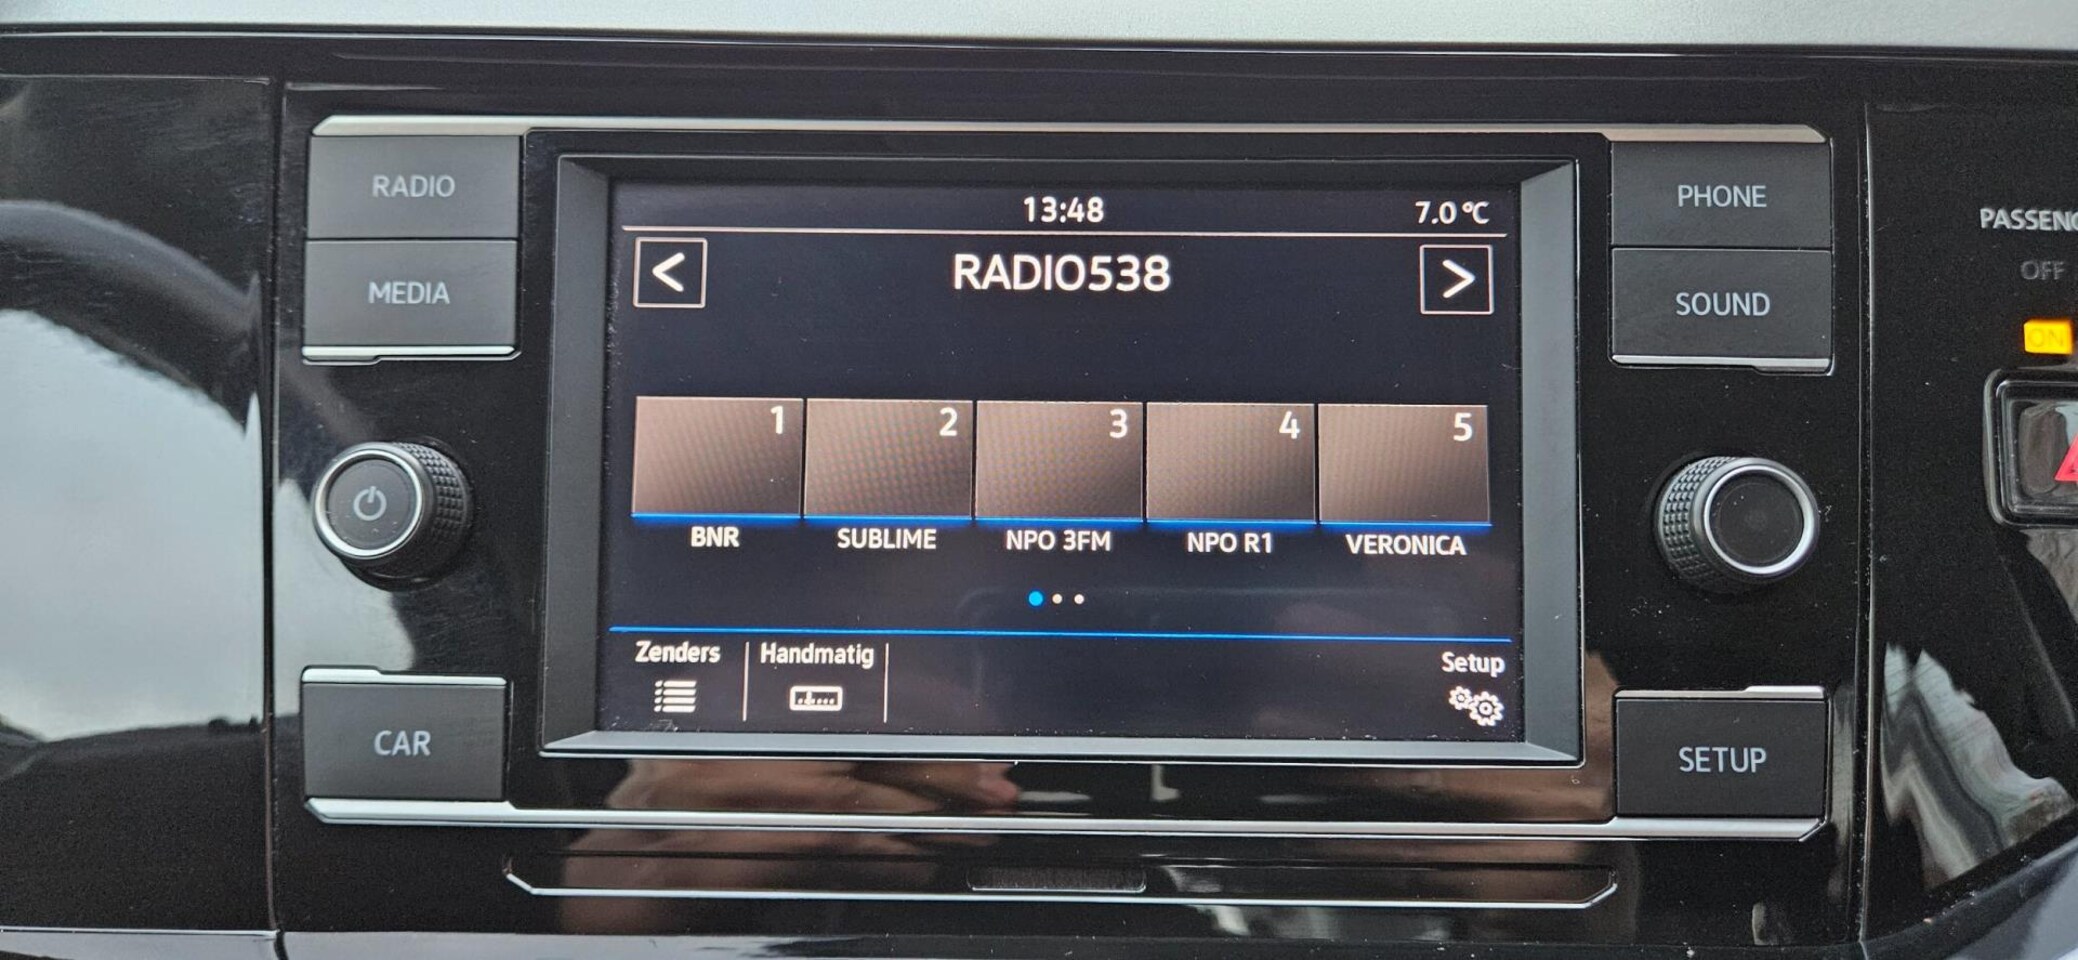 RADIO
MEDIA
CAR
13:48
7.0 °C
<
RADIO538
>
1
2
3
4
5
BNR
SUBLIME
NPO 3FM
NPO R1
VERONICA
Zenders
Handmatig
Setup
PHONE
SOUND
SETUP
PASSENG
OFF
ON